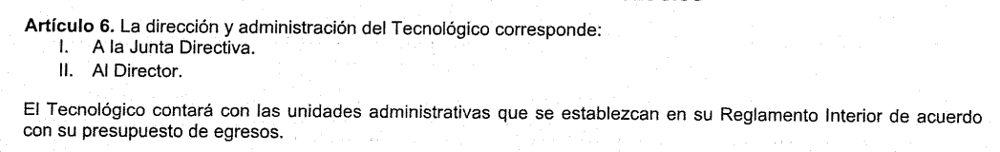 Artículo 6. La dirección y administración del Tecnológico corresponde:
I. A la Junta Directiva.
II. Al Director.
El Tecnológico contará con las unidades administrativas que se establezcan en su Reglamento Interior de acuerdo
con su presupuesto de egresos.